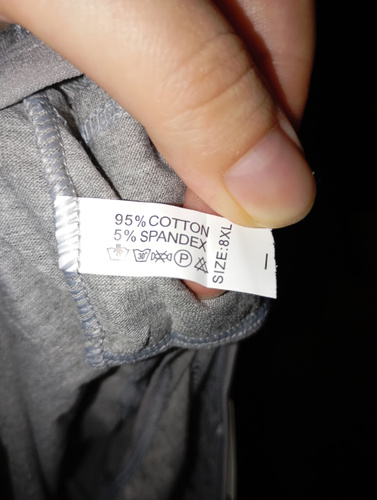 95% COTTON
5% SPANDEX
P
SIZE:8XL